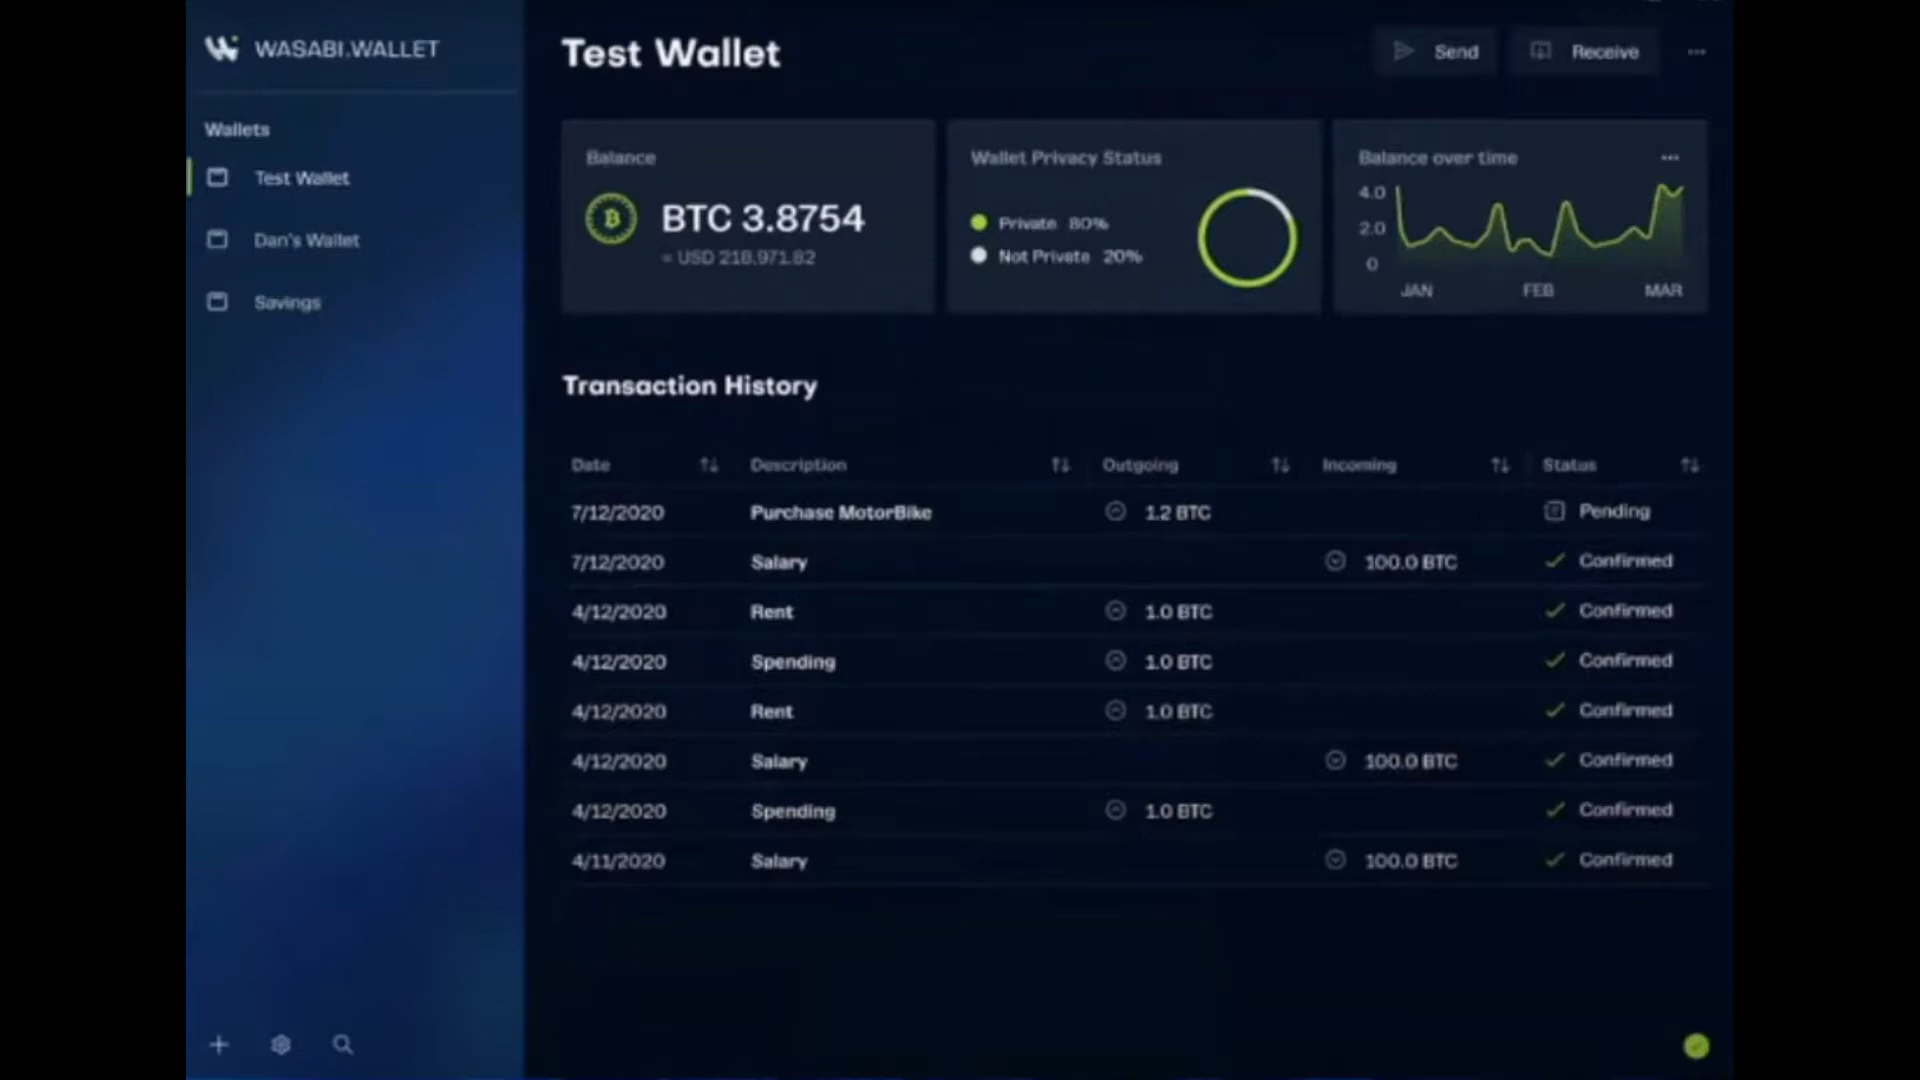 WASABI.WALLET
Wallets
Test Wallet
Dan's Wallet
Savings
Test Wallet
Send
Receive
Balance
BTC 3.8754
≈ USD 218,971.82
Wallet Privacy Status
Private 80%
Not Private 20%
Balance over time
4.0
2.0
0
JAN FEB MAR
Transaction History
Date Description Outgoing Incoming Status
7/12/2020 Purchase MotorBike 1.2 BTC Pending
7/12/2020 Salary 100.0 BTC Confirmed
4/12/2020 Rent 1.0 BTC Confirmed
4/12/2020 Spending 1.0 BTC Confirmed
4/12/2020 Rent 1.0 BTC Confirmed
4/12/2020 Salary 100.0 BTC Confirmed
4/12/2020 Spending 1.0 BTC Confirmed
4/11/2020 Salary 100.0 BTC Confirmed